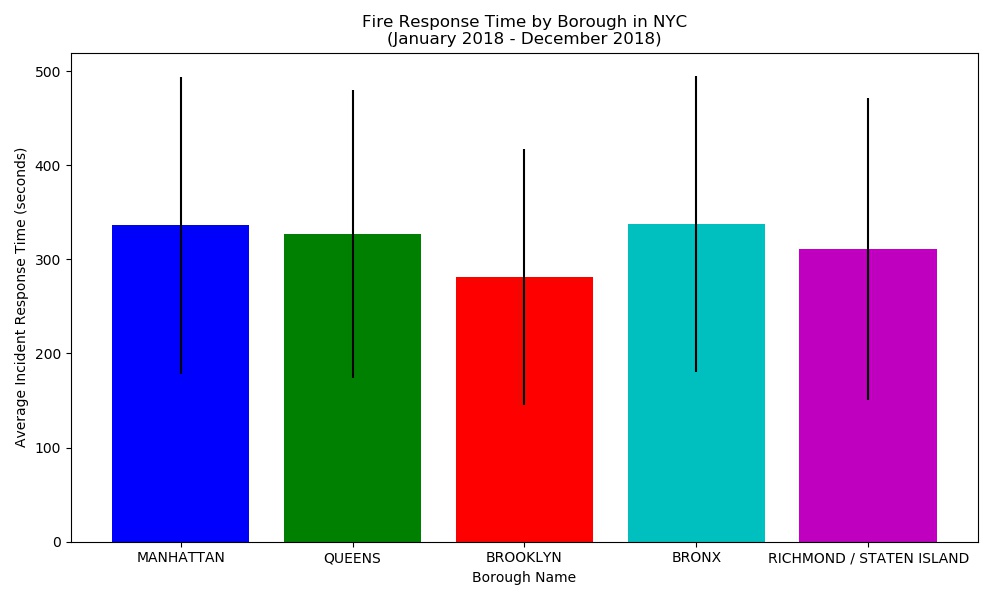 Fire Response Time by Borough in NYC
(January 2018 - December 2018)
Average Incident Response Time (seconds)
500
400
300
200
100
0
MANHATTAN QUEENS BROOKLYN BRONX RICHMOND / STATEN ISLAND
Borough Name